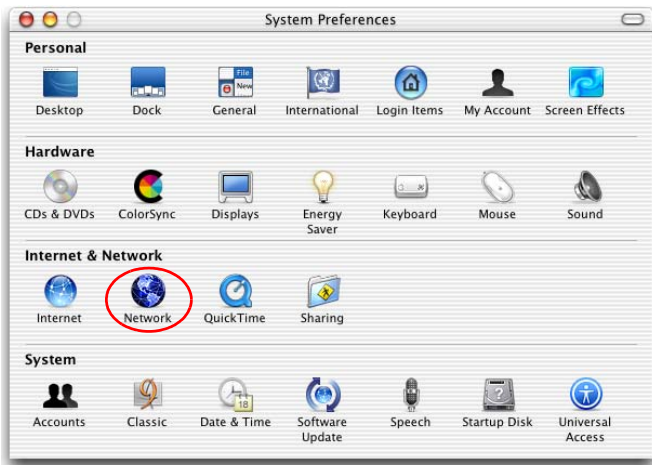 System Preferences
Personal
File
New
Desktop Dock General International Login Items My Account Screen Effects
Hardware
CDs & DVDs ColorSync Displays Energy Saver Keyboard Mouse Sound
Internet & Network
Internet Network QuickTime Sharing
System
9
18
?
Accounts Classic Date & Time Software Update Speech Startup Disk Universal Access